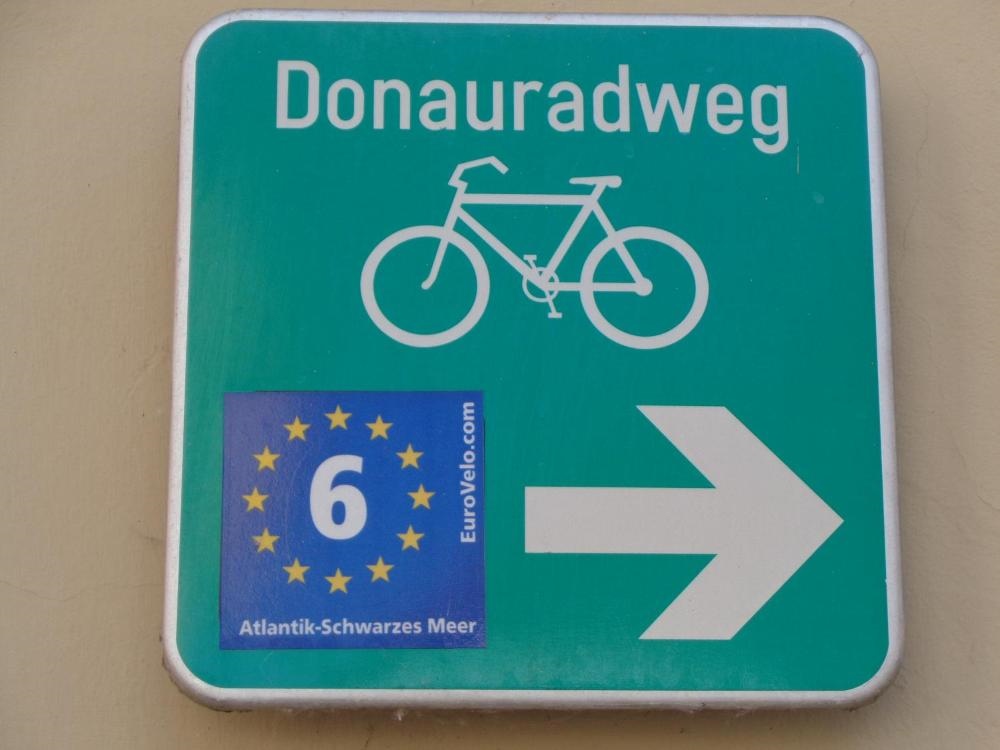 Donauradweg
6
EuroVelo.com
Atlantik-Schwarzes Meer